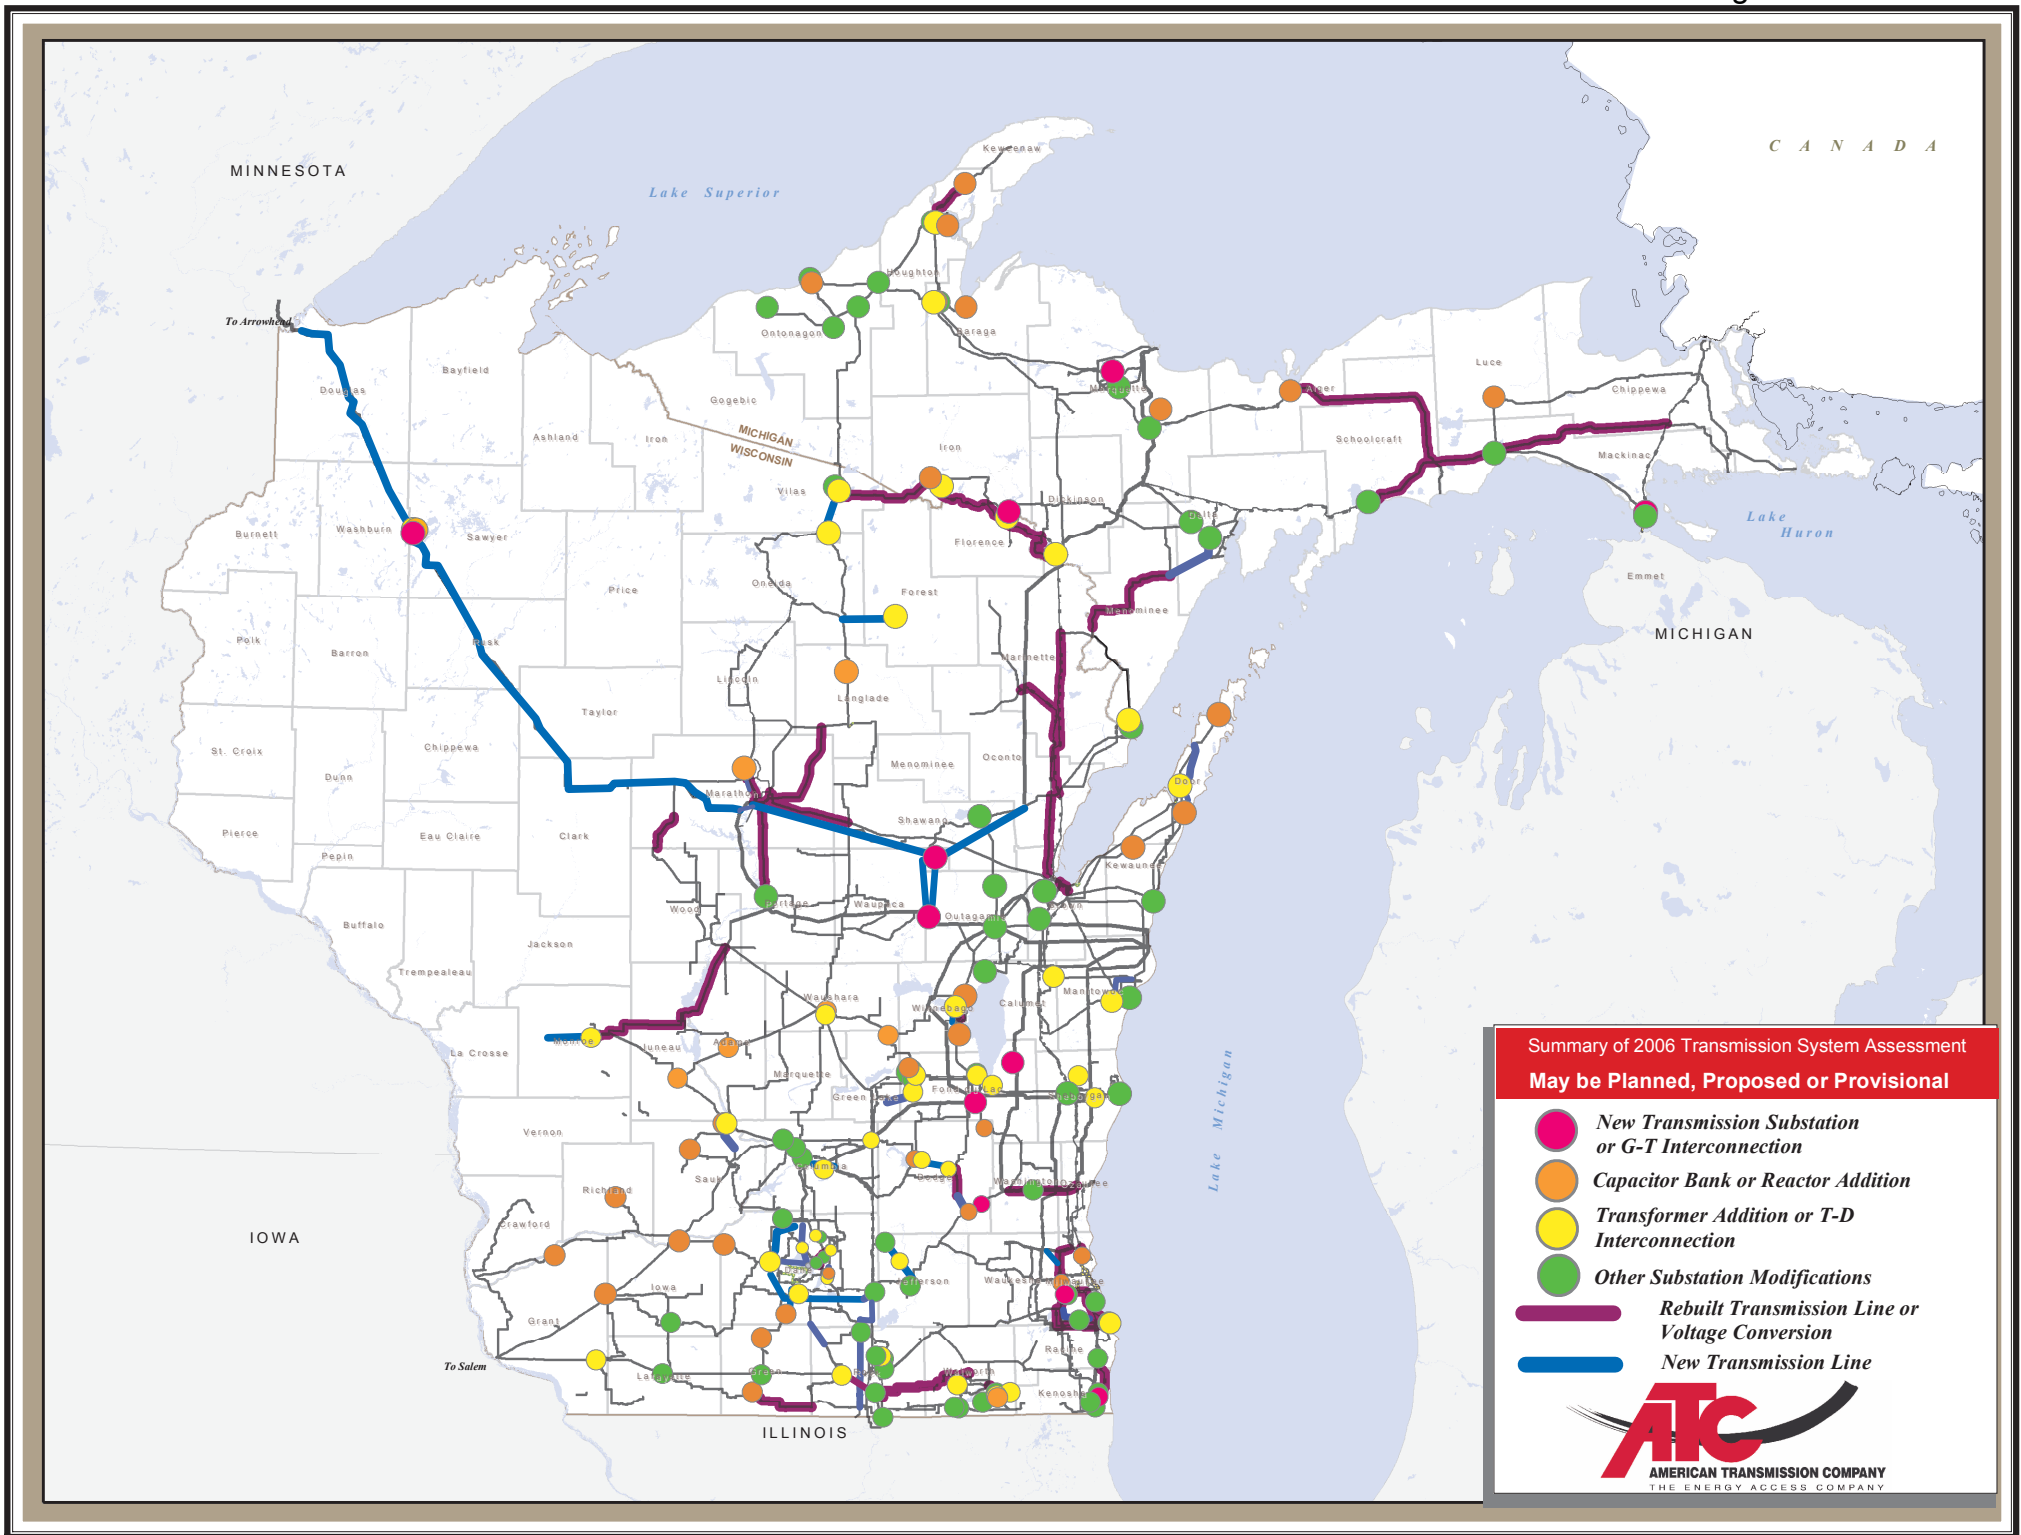 MINNESOTA
C A N A D A
Keweenaw
Lake Superior
Houghton
To Arrowhead
Ontonagon
Baraga
Luce
Bayfield
Marquette
Alger
Chippewa
Douglas
Gogebic
MICHIGAN
WISCONSIN
Ashland
Iron
Iron
Schoolcraft
Mackinac
Vilas
Dickinson
Delta
Lake
Huron
Burnett
Washburn
Sawyer
Florence
Emmet
Oneida
Price
Forest
Menominee
MICHIGAN
Polk
Rusk
Barron
Marinette
Lincoln
Langlade
Taylor
St. Croix
Chippewa
Oconto
Menominee
Dunn
Door
Marathon
Shawano
Pierce
Eau Claire
Clark
Pepin
Kewaunee
Portage
Waupaca
Wood
Outagamie
Brown
Buffalo
Jackson
Trempealeau
Waushara
Winnebago
Calumet
Manitowoc
Monroe
Juneau
Adams
La Crosse
Marquette
Green Lake
Fond du Lac
Sheboygan
Lake Michigan
Vernon
Columbia
Dodge
Sauk
Washington
Ozaukee
Richland
Crawford
IOWA
Dane
Jefferson
Waukesha
Milwaukee
Iowa
Grant
Racine
To Salem
Lafayette
Green
Rock
Walworth
Kenosha
ILLINOIS
Summary of 2006 Transmission System Assessment
May be Planned, Proposed or Provisional
New Transmission Substation
or G-T Interconnection
Capacitor Bank or Reactor Addition
Transformer Addition or T-D
Interconnection
Other Substation Modifications
Rebuilt Transmission Line or
Voltage Conversion
New Transmission Line
ATC
AMERICAN TRANSMISSION COMPANY
THE ENERGY ACCESS COMPANY